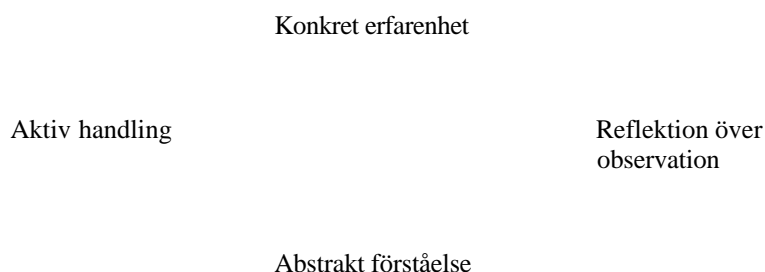 Konkret erfarenhet
Aktiv handling
Reflektion över
observation
Abstrakt förståelse